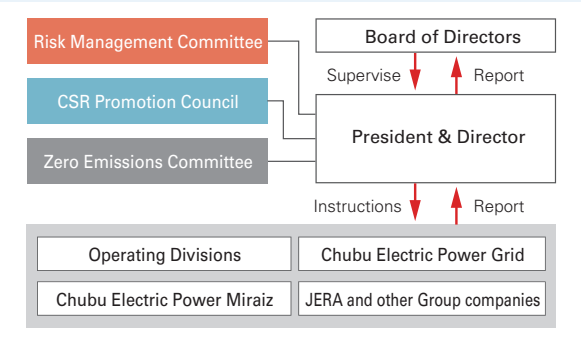 Risk Management Committee
Board of Directors
Supervise
Report
CSR Promotion Council
President & Director
Zero Emissions Committee
Instructions
Report
Operating Divisions
Chubu Electric Power Grid
Chubu Electric Power Miraiz
JERA and other Group companies